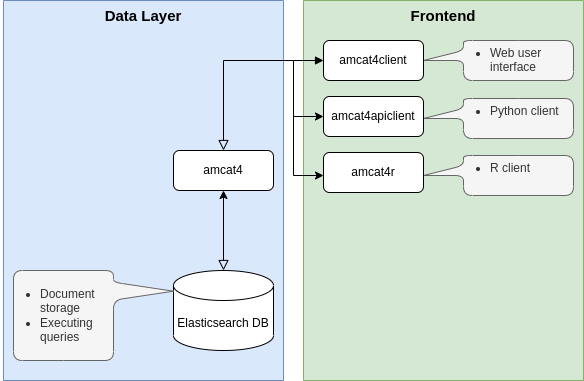 Data Layer
Frontend
amcat4client
Web user
interface
amcat4apiclient
Python client
amcat4
amcat4r
R client
Document
storage
Executing
queries
Elasticsearch DB